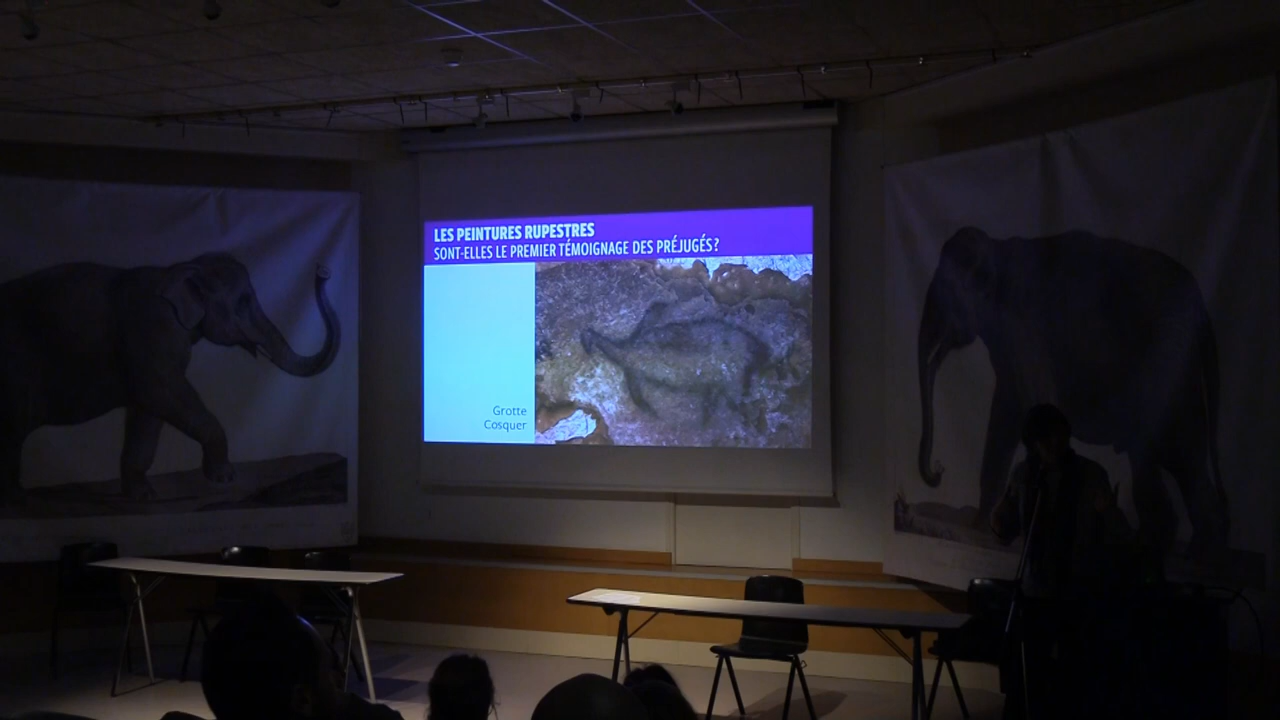 LES PEINTURES RUPESTRES
SONT-ELLES LE PREMIER TÉMOIGNAGE DES PRÉJUGÉS ?
Grotte
Cosquer